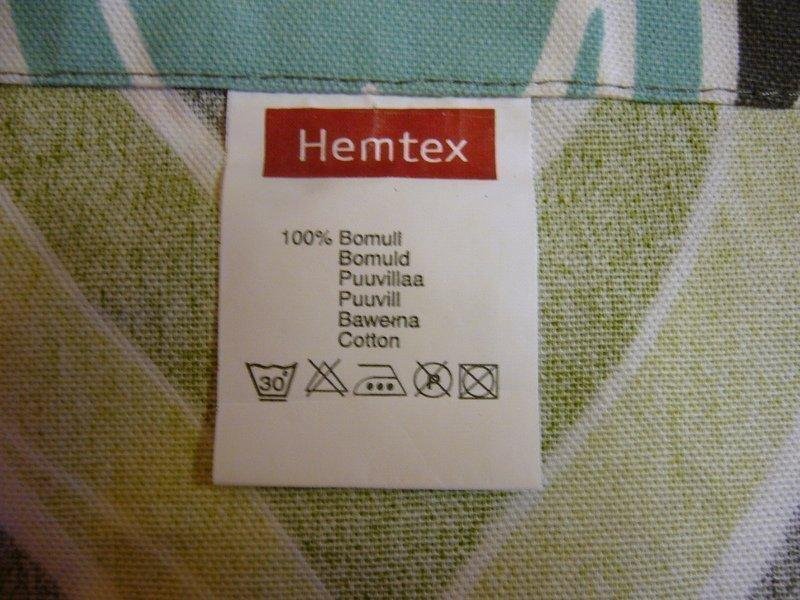 Hemtex
100% Bomull
Bomuld
Puuvillaa
Puuvill
Bawełna
Cotton
30°
P